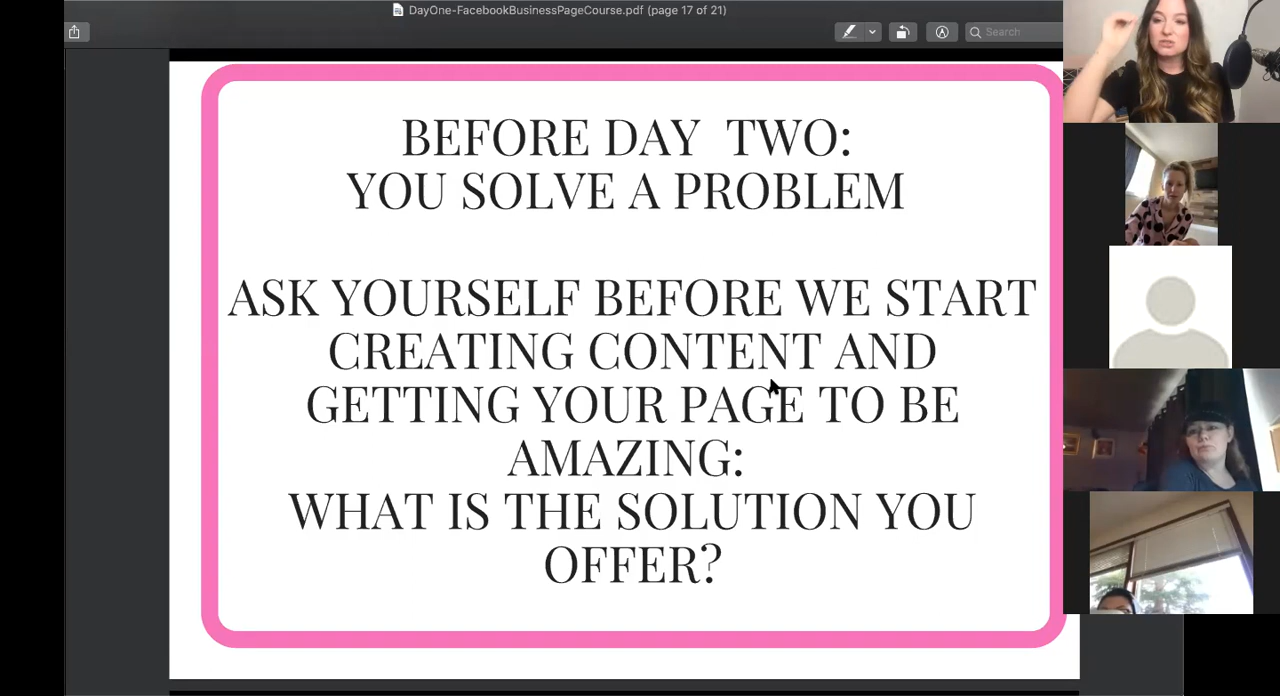 DayOne-FacebookBusinessPageCourse.pdf (page 17 of 21)
Search
BEFORE DAY TWO:
YOU SOLVE A PROBLEM
ASK YOURSELF BEFORE WE START
CREATING CONTENT AND
GETTING YOUR PAGE TO BE
AMAZING:
WHAT IS THE SOLUTION YOU
OFFER?